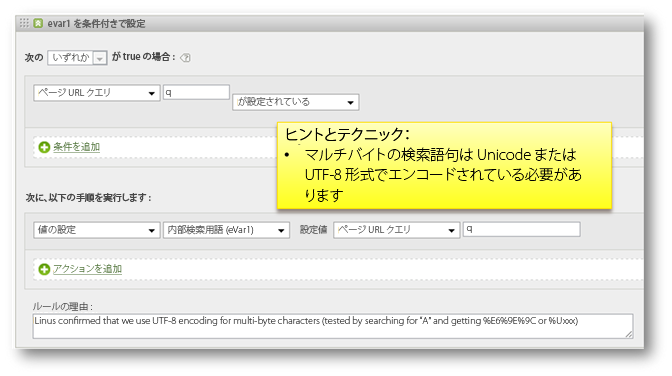 evar1 を条件付きで設定
次の いずれか が true の場合 :
ページ URL クエリ q が設定されている
条件を追加
ヒントとテクニック:
• マルチバイトの検索語句は Unicode または
UTF-8 形式でエンコードされている必要があ
ります
次に、以下の手順を実行します :
値の設定 内部検索用語 (eVar1) 設定値 ページ URL クエリ q
アクションを追加
ルールの理由 :
Linus confirmed that we use UTF-8 encoding for multi-byte characters (tested by searching for "A" and getting %E6%9E%9C or %Uxxx)